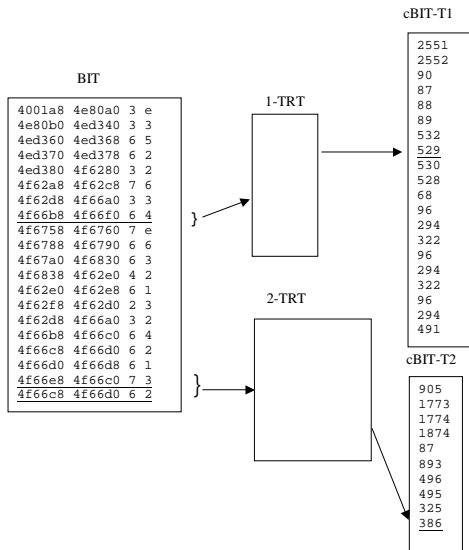 cBIT-T1
2551
2552
90
87
88
89
532
529
530
528
68
96
294
322
96
294
322
96
294
491
BIT
4001a8 4e80a0 3 e
4e80b0 4ed340 3 3
4ed360 4ed368 6 5
4ed370 4ed378 6 2
4ed380 4f6280 3 2
4f62a8 4f62c8 7 6
4f62d8 4f66a0 3 3
4f66b8 4f66f0 6 4
4f6758 4f6760 7 e
4f6788 4f6790 6 6
4f67a0 4f6830 6 3
4f6838 4f62e0 4 2
4f62e0 4f62e8 6 1
4f62f8 4f62d0 2 3
4f62d8 4f66a0 3 2
4f66b8 4f66c0 6 4
4f66c8 4f66d0 6 2
4f66d0 4f66d8 6 1
4f66e8 4f66c0 7 3
4f66c8 4f66d0 6 2
}
}
1-TRT
2-TRT
cBIT-T2
905
1773
1774
1874
87
893
496
495
325
386